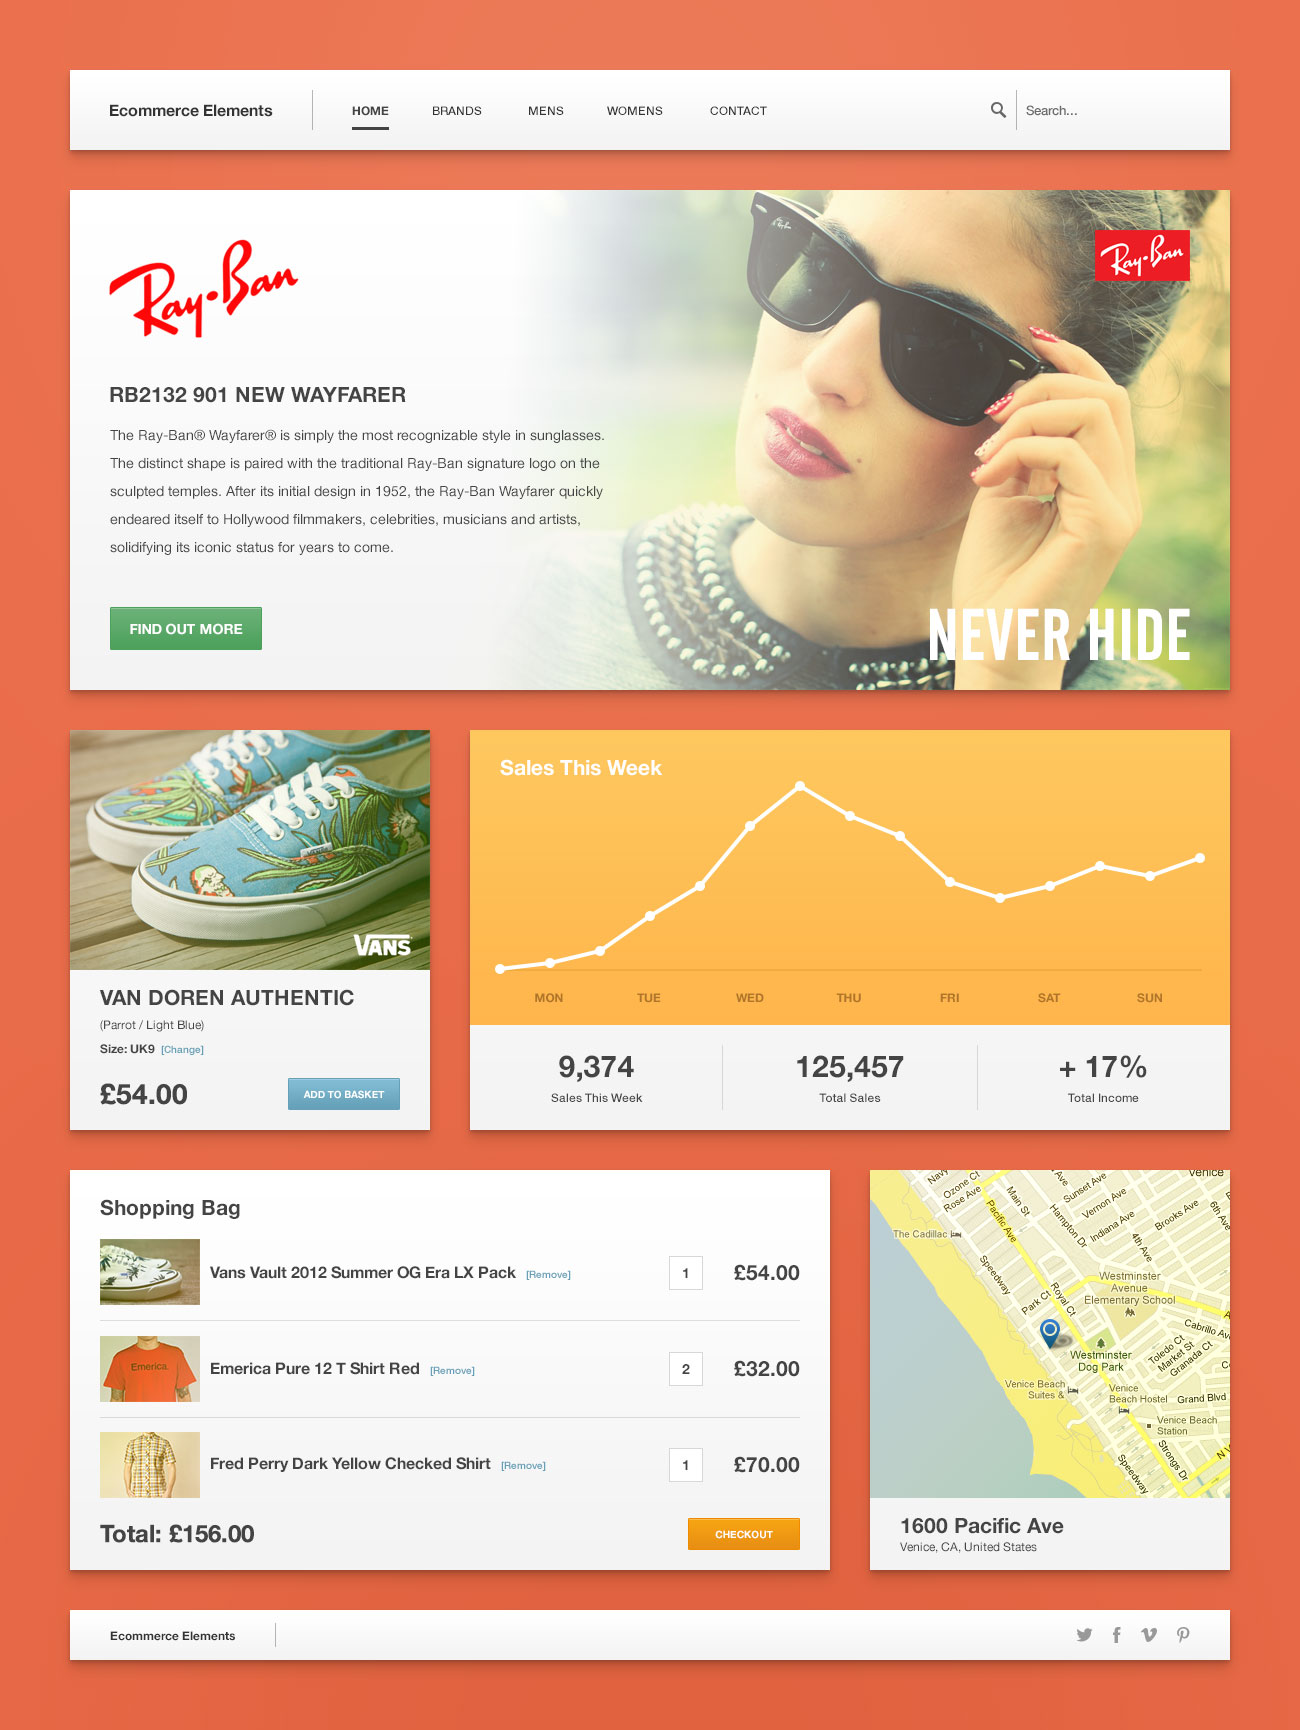 Ecommerce Elements
HOME
BRANDS
MENS
WOMENS
CONTACT
Search...
Ray-Ban
Ray-Ban
RB2132 901 NEW WAYFARER
The Ray-Ban® Wayfarer® is simply the most recognizable style in sunglasses.
The distinct shape is paired with the traditional Ray-Ban signature logo on the
sculpted temples. After its initial design in 1952, the Ray-Ban Wayfarer quickly
endeared itself to Hollywood filmmakers, celebrities, musicians and artists,
solidifying its iconic status for years to come.
FIND OUT MORE
NEVER HIDE
VANS
VAN DOREN AUTHENTIC
(Parrot / Light Blue)
Size: UK9 [Change]
£54.00
ADD TO BASKET
Sales This Week
MON TUE WED THU FRI SAT SUN
9,374
Sales This Week
125,457
Total Sales
+ 17%
Total Income
Shopping Bag
Vans Vault 2012 Summer OG Era LX Pack [Remove] 1 £54.00
Emerica.
Emerica Pure 12 T Shirt Red [Remove] 2 £32.00
Fred Perry Dark Yellow Checked Shirt [Remove] 1 £70.00
Total: £156.00
CHECKOUT
Venice
Navy
Ozone Ct
Rose Ave
Main St
Ave
Sunset Ave
Vernon Ave
Indiana Ave
Brooks Ave
6th Ave
Pacific Ave
Hampton Dr
4th Ave
The Cadillac
Speedway
Westminster
Avenue
Elementary School
Park Ct
Royal Ct
Cabrillo Ave
Westminster
Dog Park
Toledo Ct
Market St
Granada Ct
Venice Beach
Suites &
Venice
Beach Hostel
Grand Blvd
Venice Beach
Station
Speedway
Strongs Dr
1600 Pacific Ave
Venice, CA, United States
Ecommerce Elements